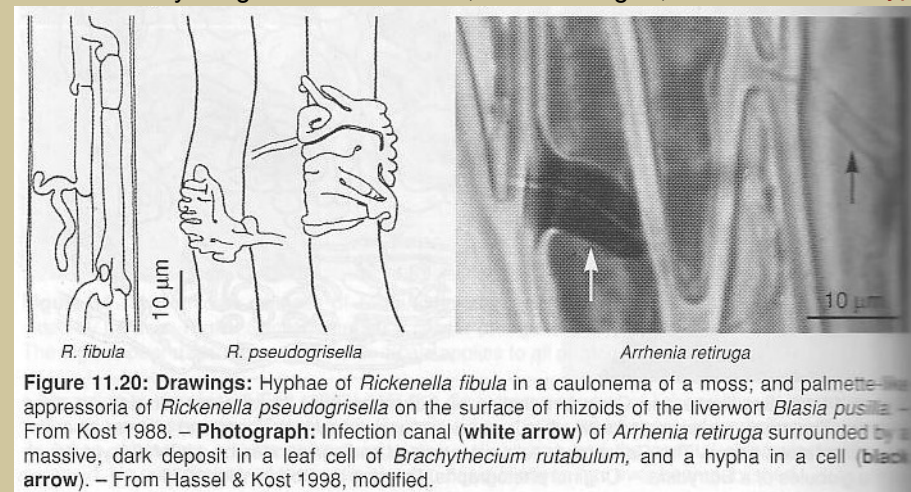 10 µm
10 µm
R. fibula R. pseudogrisella Arrhenia retiruga
Figure 11.20: Drawings: Hyphae of Rickenella fibula in a caulonema of a moss; and palmette-like
appressoria of Rickenella pseudogrisella on the surface of rhizoids of the liverwort Blasia pusilla. –
From Kost 1988. – Photograph: Infection canal (white arrow) of Arrhenia retiruga surrounded by a
massive, dark deposit in a leaf cell of Brachythecium rutabulum, and a hypha in a cell (black
arrow). – From Hassel & Kost 1998, modified.